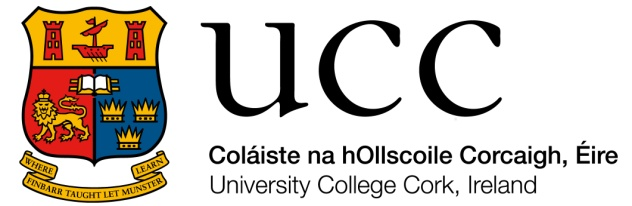 ucc
Coláiste na hOllscoile Corcaigh, Éire
University College Cork, Ireland
WHERE
FINBARR TAUGHT LET MUNSTER
LEARN